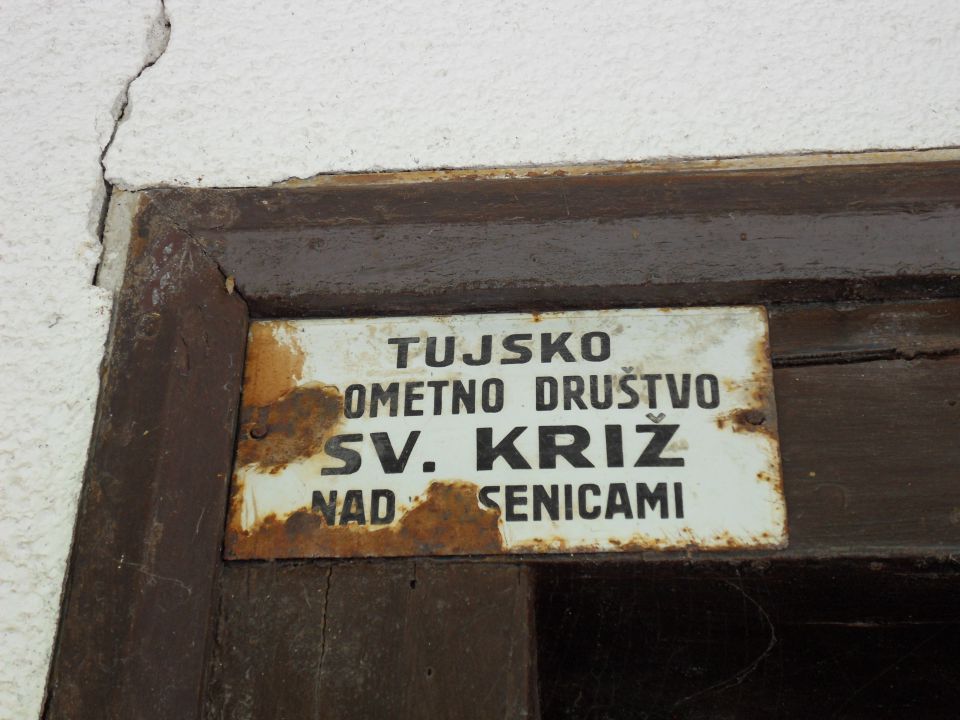 TUJSKO
OMETNO DRUŠTVO
SV. KRIŽ
NAD SENICAMI